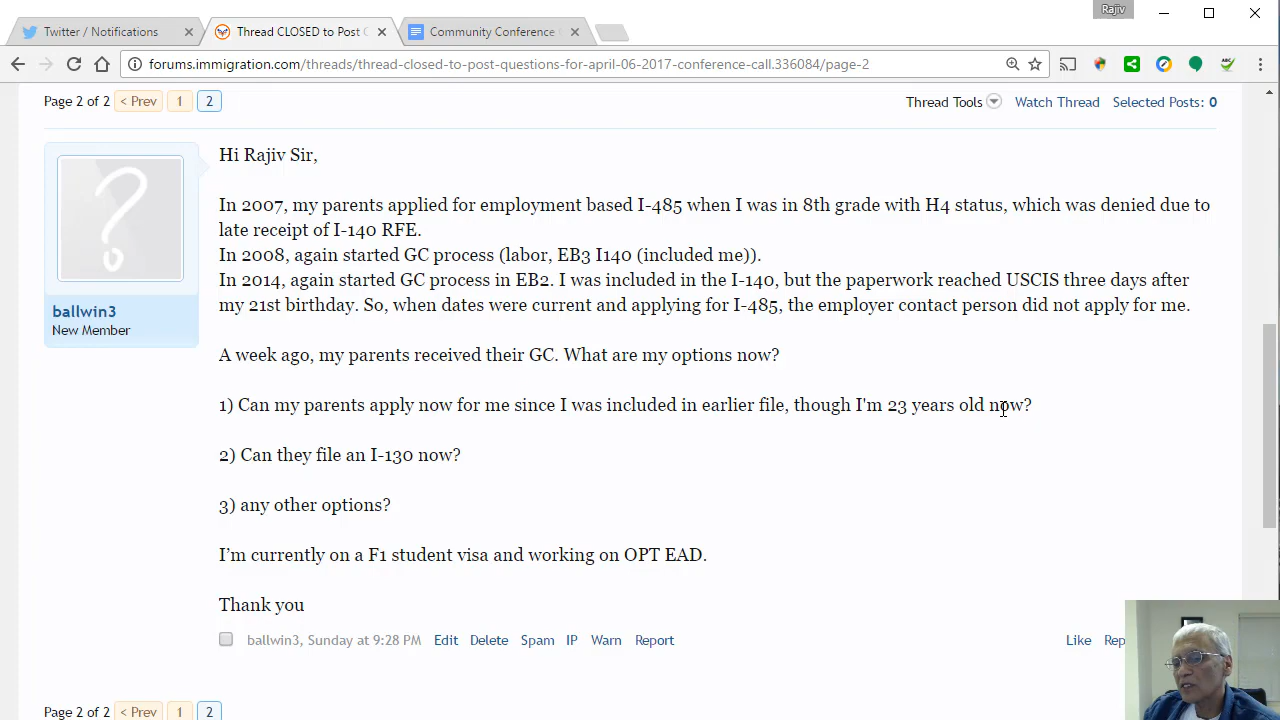 Rajiv
Twitter / Notifications
Thread CLOSED to Post
Community Conference
forums.immigration.com/threads/thread-closed-to-post-questions-for-april-06-2017-conference-call.336084/page-2
Page 2 of 2 < Prev 1 2
Thread Tools Watch Thread Selected Posts: 0
Hi Rajiv Sir,
In 2007, my parents applied for employment based I-485 when I was in 8th grade with H4 status, which was denied due to
late receipt of I-140 RFE.
In 2008, again started GC process (labor, EB3 I140 (included me)).
In 2014, again started GC process in EB2. I was included in the I-140, but the paperwork reached USCIS three days after
my 21st birthday. So, when dates were current and applying for I-485, the employer contact person did not apply for me.
ballwin3
New Member
A week ago, my parents received their GC. What are my options now?
1) Can my parents apply now for me since I was included in earlier file, though I'm 23 years old now?
2) Can they file an I-130 now?
3) any other options?
I'm currently on a F1 student visa and working on OPT EAD.
Thank you
ballwin3, Sunday at 9:28 PM Edit Delete Spam IP Warn Report
Like Rep
Page 2 of 2 < Prev 1 2